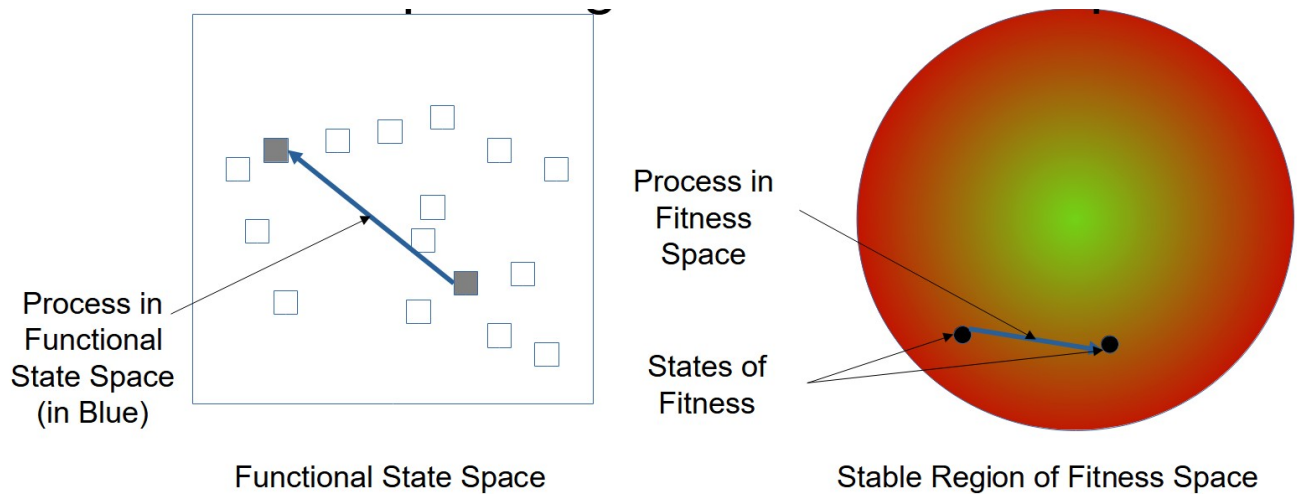 Process in
Functional
State Space
(in Blue)
Functional State Space
Process in
Fitness
Space
States of
Fitness
Stable Region of Fitness Space